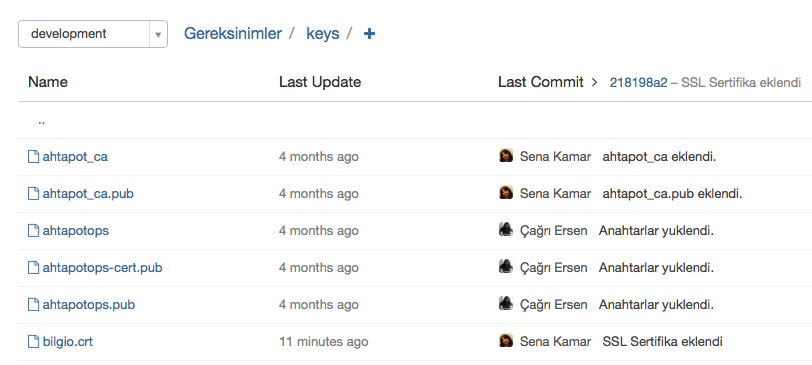 development Gereksinimler / keys / +
Name Last Update Last Commit > 218198a2 – SSL Sertifika eklendi
..
ahtapot_ca 4 months ago Sena Kamar ahtapot_ca eklendi.
ahtapot_ca.pub 4 months ago Sena Kamar ahtapot_ca.pub eklendi.
ahtapotops 4 months ago Çağrı Ersen Anahtarlar yuklendi.
ahtapotops-cert.pub 4 months ago Çağrı Ersen Anahtarlar yuklendi.
ahtapotops.pub 4 months ago Çağrı Ersen Anahtarlar yuklendi.
bilgio.crt 11 minutes ago Sena Kamar SSL Sertifika eklendi